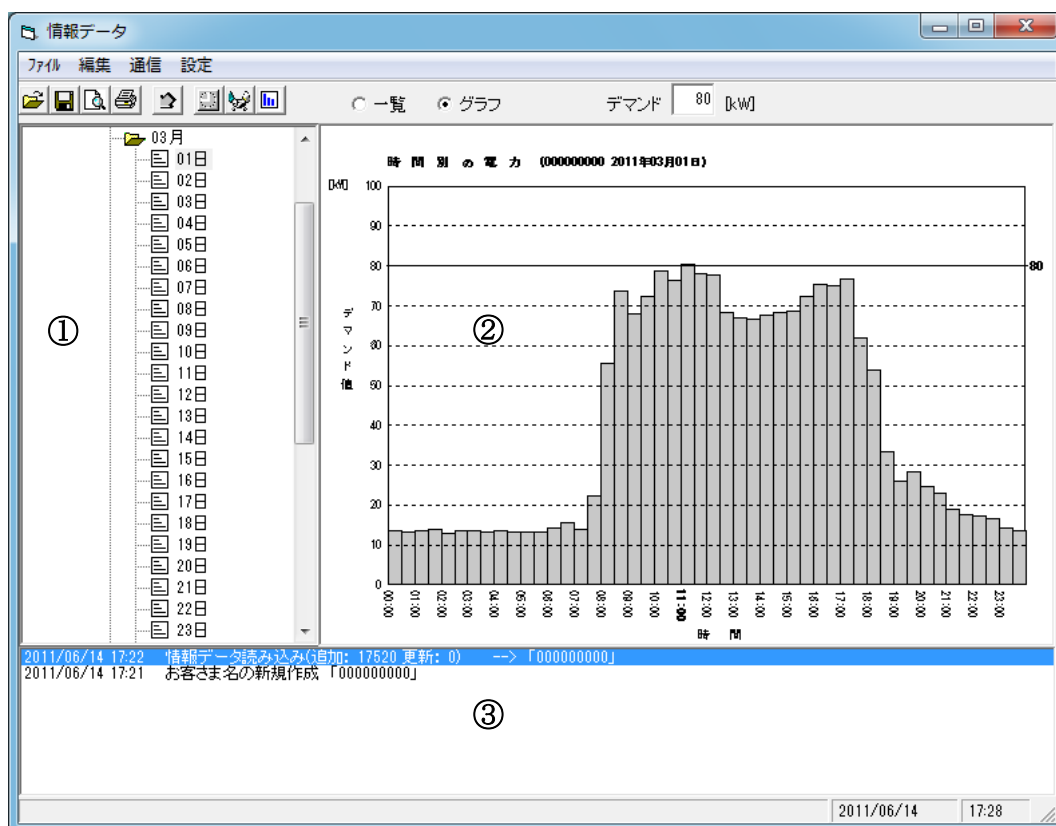 情報データ
ﾌｧｲﾙ 編集 通信 設定
一覧 グラフ デマンド 80 [kW]
03月
01日
02日
03日
04日
05日
06日
07日
08日
09日
10日
11日
12日
13日
14日
15日
16日
17日
18日
19日
20日
21日
22日
23日
①
時間別の電力 (000000000 2011年03月01日)
[kW]
100
90
80
70
60
50
40
30
20
10
0
80
デマンド値
②
00:00 01:00 02:00 03:00 04:00 05:00 06:00 07:00 08:00 09:00 10:00 11:00 12:00 13:00 14:00 15:00 16:00 17:00 18:00 19:00 20:00 21:00 22:00 23:00
時間
2011/06/14 17:22 情報データ読み込み(追加: 17520 更新: 0) --> 「000000000」
2011/06/14 17:21 お客さま名の新規作成 「000000000」
③
2011/06/14 17:28